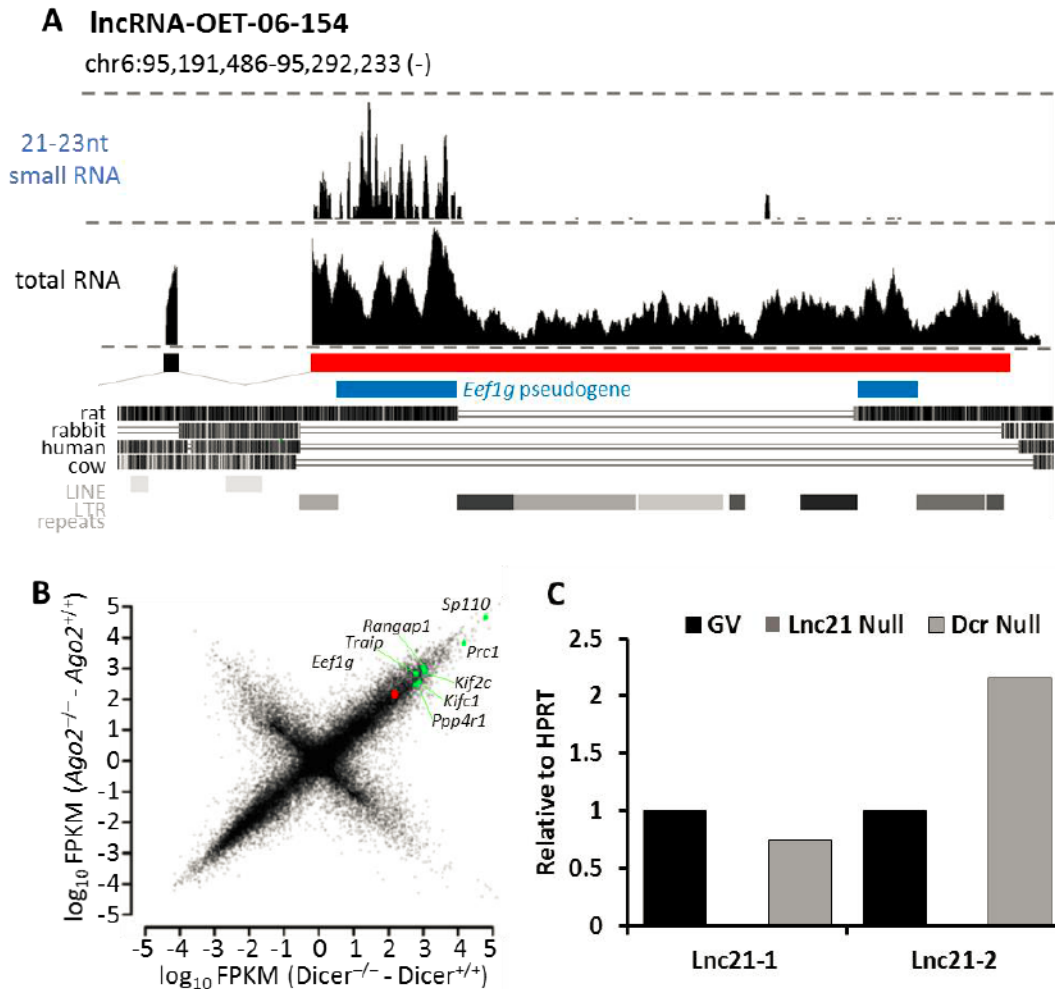 A lncRNA-OET-06-154
chr6:95,191,486-95,292,233 (-)
21-23nt
small RNA
total RNA
Eef1g pseudogene
rat
rabbit
human
cow
LINE
LTR
repeats
B
log10 FPKM (Ago2−/− - Ago2+/+)
5
4
3
2
1
0
-1
-2
-3
-4
-5
Sp110
Rangap1
Traip
Prc1
Eef1g
Kif2c
Kifc1
Ppp4r1
-5 -4 -3 -2 -1 0 1 2 3 4 5
log10 FPKM (Dicer−/− - Dicer+/+)
C
GV Lnc21 Null Dcr Null
Relative to HPRT
2.5
2
1.5
1
0.5
0
Lnc21-1 Lnc21-2